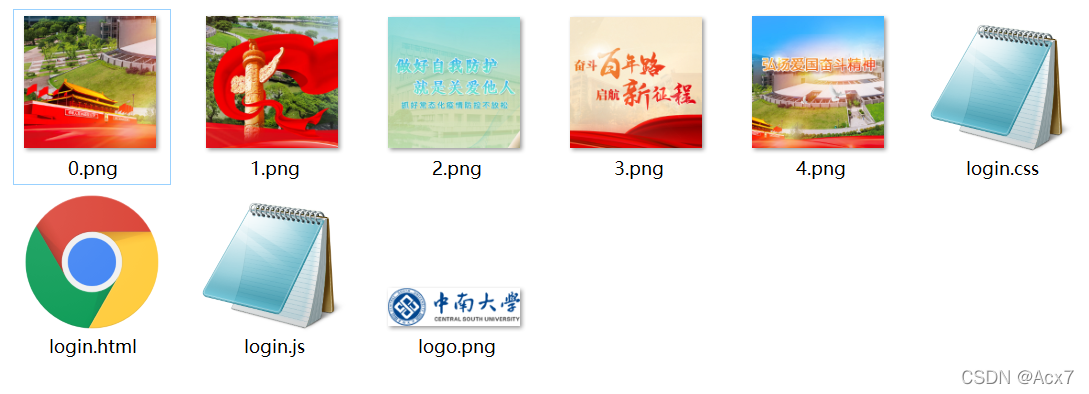 做好自我防护
就是关爱他人
抓好常态化疫情防控不放松
奋斗百年路
启航新征程
弘扬爱国奋斗精神
0.png
1.png
2.png
3.png
4.png
login.css
中南大学
CENTRAL SOUTH UNIVERSITY
login.html
login.js
logo.png
CSDN @Acx7